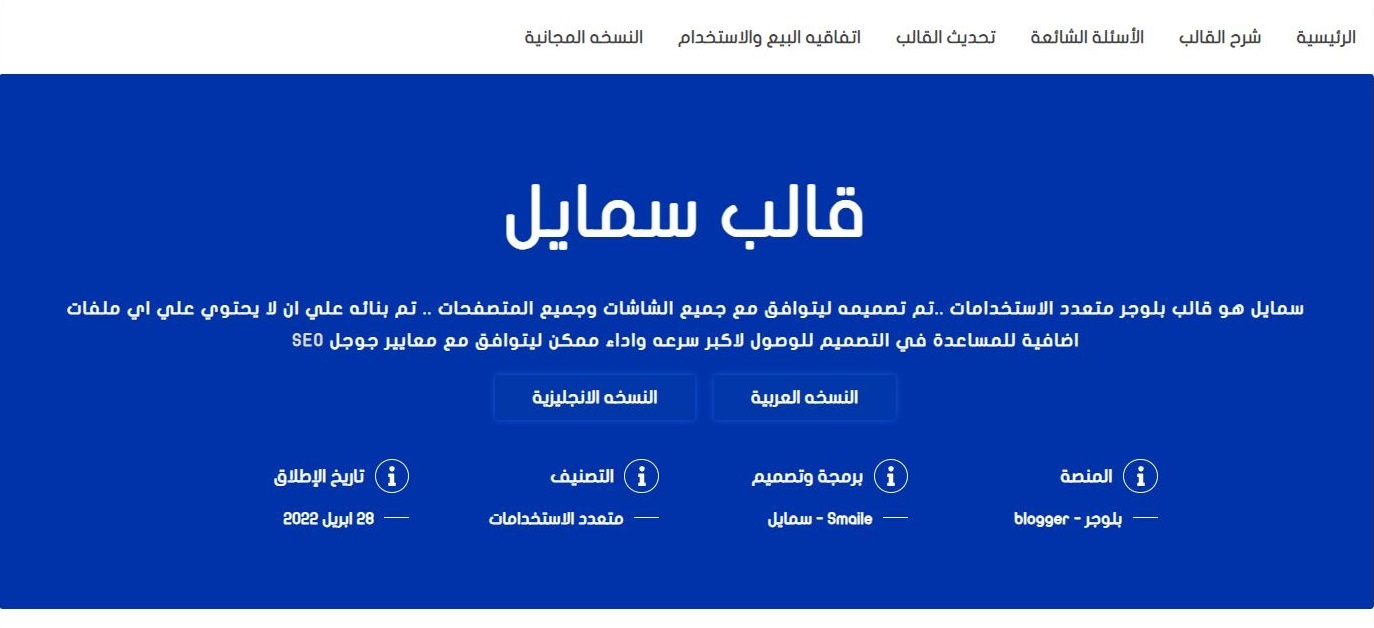 الرئيسية شرح القالب الأسئلة الشائعة تحديث القالب اتفاقيه البيع والاستخدام النسخه المجانية
قالب سمايل
سمايل هو قالب بلوجر متعدد الاستخدامات ..تم تصميمه ليتوافق مع جميع الشاشات وجميع المتصفحات .. تم بنائه علي ان لا يحتوي علي اي ملفات
اضافية للمساعدة في التصميم للوصول لاكبر سرعه واداء ممكن ليتوافق مع معايير جوجل SEO
النسخه العربية النسخه الانجليزية
المنصة برمجة وتصميم التصنيف تاريخ الإطلاق
بلوجر - blogger Smaile - سمايل متعدد الاستخدامات 28 ابريل 2022